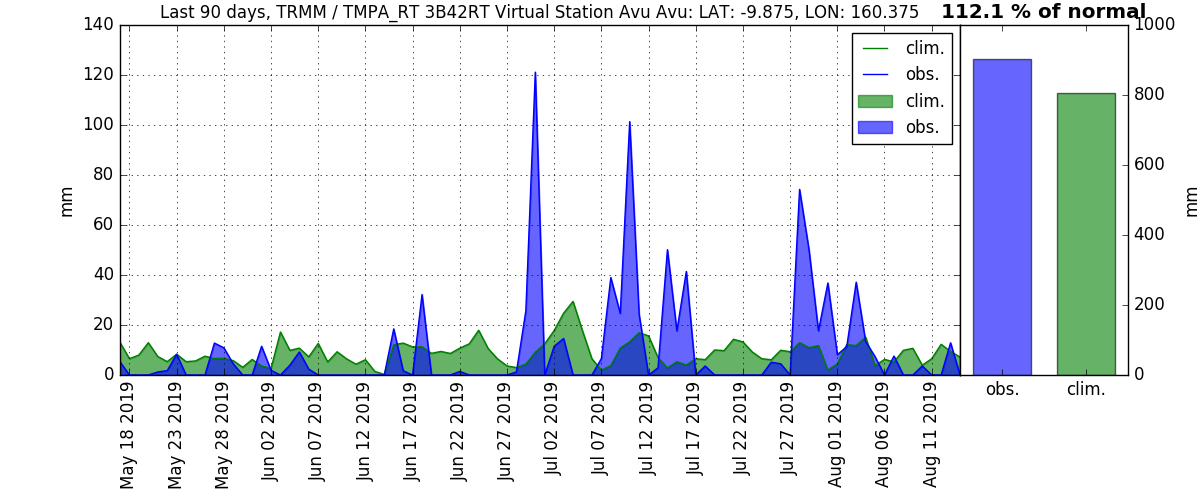 Last 90 days, TRMM / TMPA_RT 3B42RT Virtual Station Avu Avu: LAT: -9.875, LON: 160.375
112.1 % of normal
140
120
100
80
60
40
20
0
mm
clim.
obs.
clim.
obs.
1000
800
600
400
200
0
mm
May 18 2019
May 23 2019
May 28 2019
Jun 02 2019
Jun 07 2019
Jun 12 2019
Jun 17 2019
Jun 22 2019
Jun 27 2019
Jul 02 2019
Jul 07 2019
Jul 12 2019
Jul 17 2019
Jul 22 2019
Jul 27 2019
Aug 01 2019
Aug 06 2019
Aug 11 2019
obs.
clim.